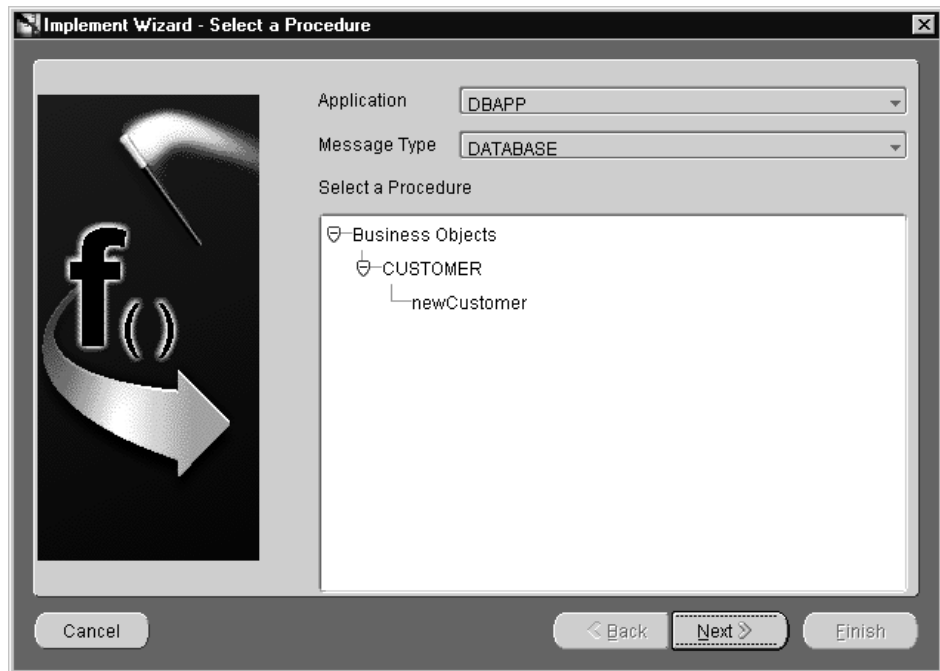 Implement Wizard - Select a Procedure
Application DBAPP
Message Type DATABASE
Select a Procedure
Business Objects
CUSTOMER
newCustomer
f()
Cancel Back Next Finish